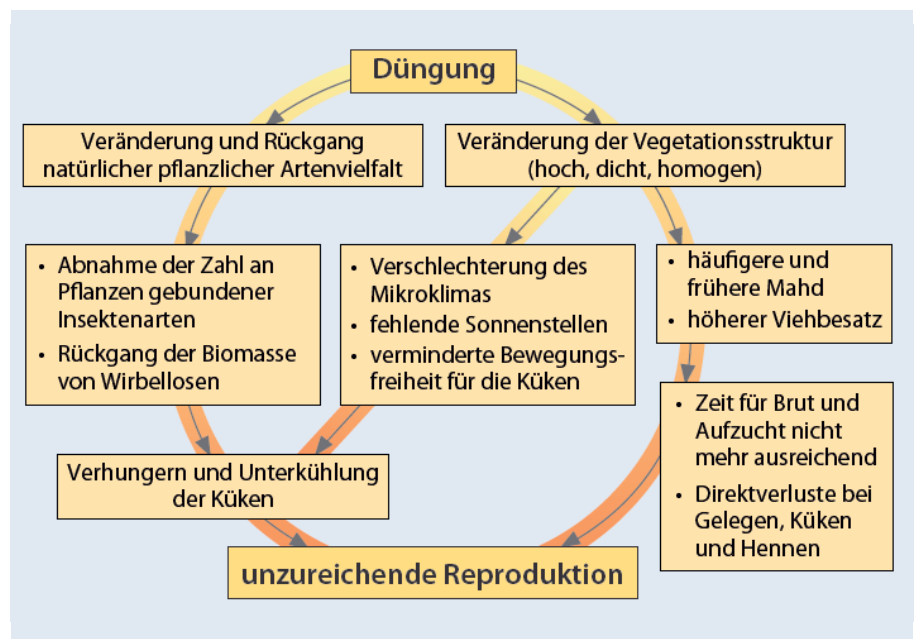 Düngung
Veränderung und Rückgang
natürlicher pflanzlicher Artenvielfalt
Veränderung der Vegetationsstruktur
(hoch, dicht, homogen)
• Abnahme der Zahl an
Pflanzen gebundener
Insektenarten
• Rückgang der Biomasse
von Wirbellosen
• Verschlechterung des
Mikroklimas
• fehlende Sonnenstellen
• verminderte Bewegungs-
freiheit für die Küken
• häufigere und
frühere Mahd
• höherer Viehbesatz
• Zeit für Brut und
Aufzucht nicht
mehr ausreichend
• Direktverluste bei
Gelegen, Küken
und Hennen
Verhungern und Unterkühlung
der Küken
unzureichende Reproduktion